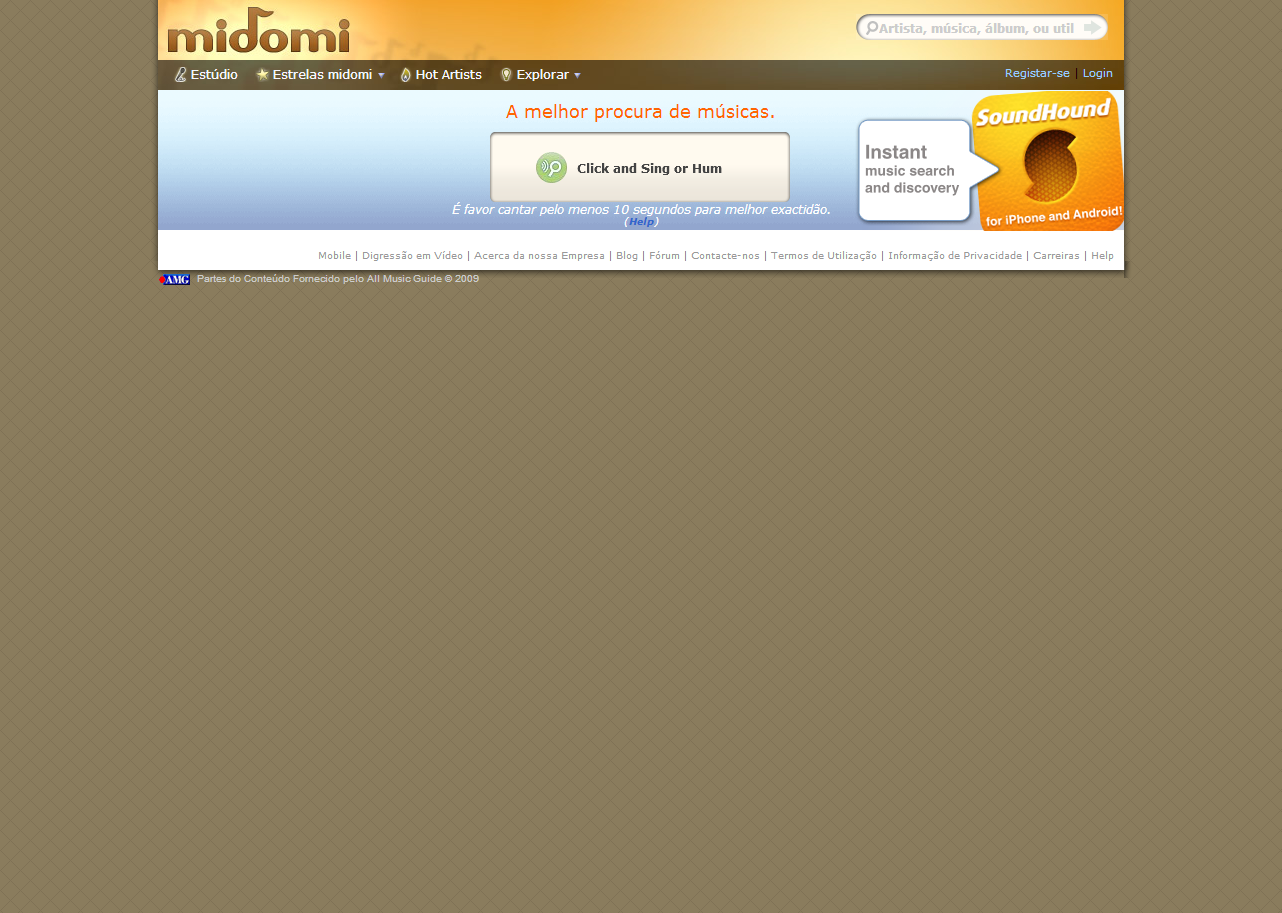 midomi
Artista, música, álbum, ou util
Estúdio Estrelas midomi Hot Artists Explorar
Registar-se | Login
A melhor procura de músicas.
Click and Sing or Hum
É favor cantar pelo menos 10 segundos para melhor exactidão.
(Help)
Instant
music search
and discovery
SoundHound
for iPhone and Android!
Mobile | Digressão em Vídeo | Acerca da nossa Empresa | Blog | Fórum | Contacte-nos | Termos de Utilização | Informação de Privacidade | Carreiras | Help
AMG Partes do Conteúdo Fornecido pelo All Music Guide © 2009